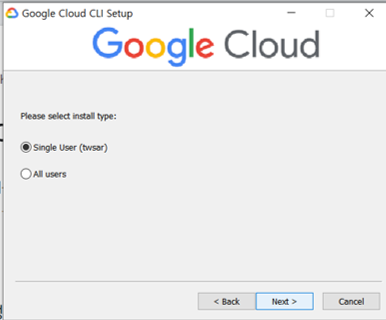 Google Cloud CLI Setup
Google Cloud
Please select install type:
Single User (twsar)
All users
< Back
Next >
Cancel